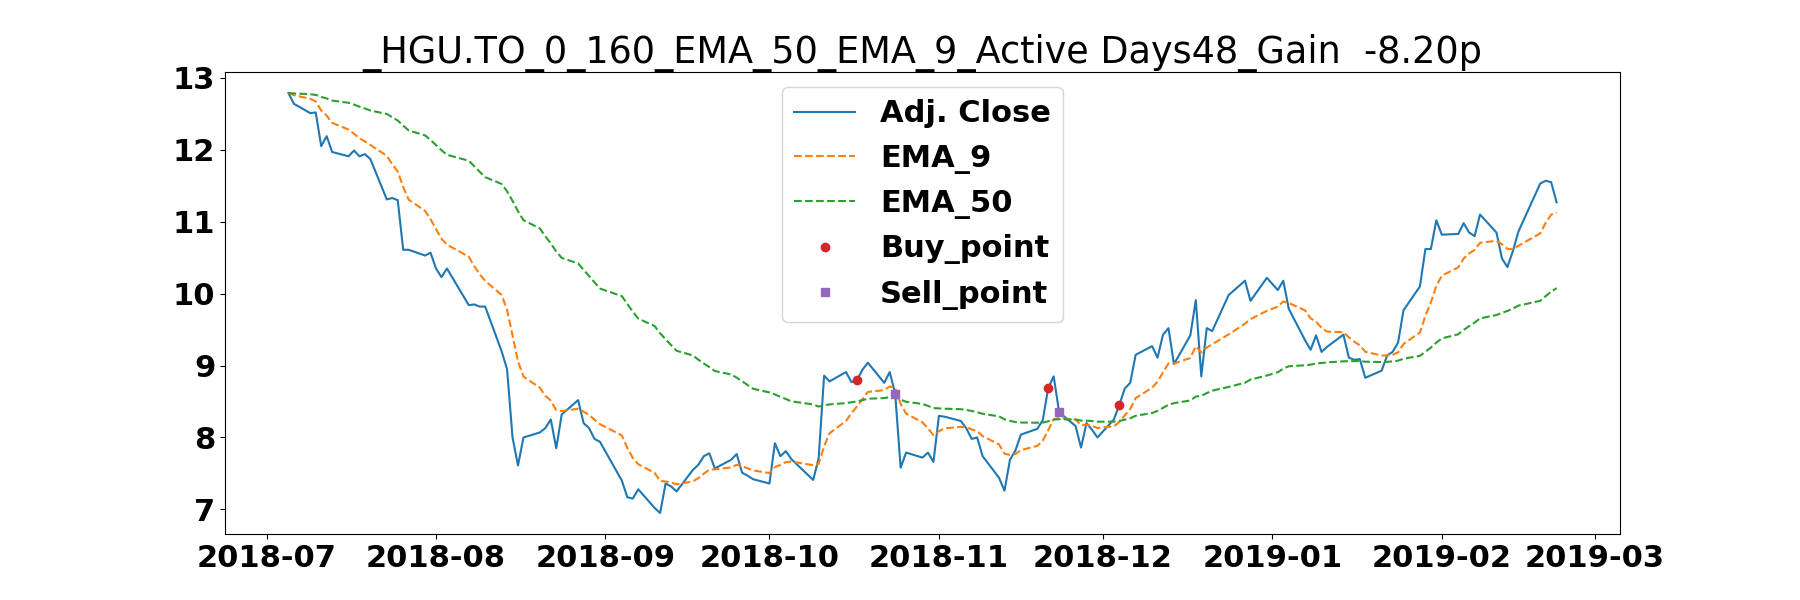 _HGU.TO_0_160_EMA_50_EMA_9_Active Days48_Gain  -8.20p
13
12
11
10
9
8
7
Adj. Close
EMA_9
EMA_50
Buy_point
Sell_point
2018-07 2018-08 2018-09 2018-10 2018-11 2018-12 2019-01 2019-02 2019-03